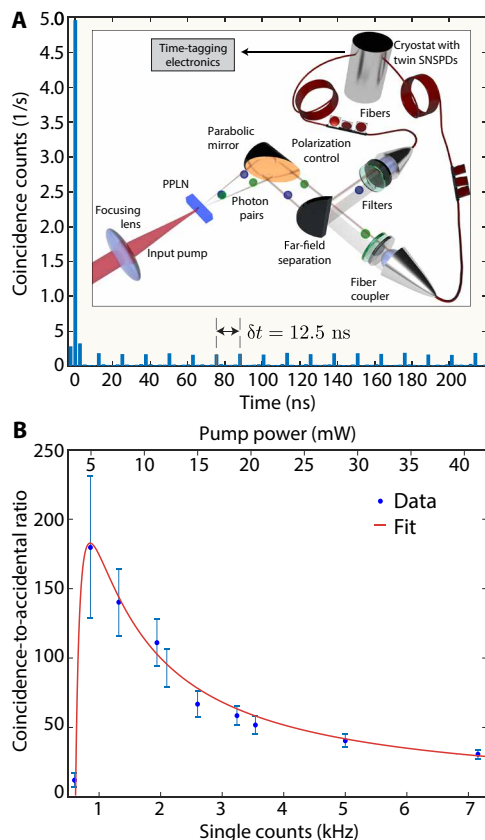 A
Coincidence counts (1/s)
5.0
4.5
4.0
3.5
3.0
2.5
2.0
1.5
1.0
0.5
0
Time-tagging
electronics
Cryostat with
twin SNSPDs
Fibers
Parabolic
mirror
Polarization
control
PPLN
Focusing
lens
Photon
pairs
Filters
Input pump
Far-field
separation
Fiber
coupler
δt = 12.5 ns
0 20 40 60 80 100 120 140 160 180 200
Time (ns)
B
Pump power (mW)
5 10 15 20 25 30 35 40
Coincidence-to-accidental ratio
250
200
150
100
50
0
Data
Fit
1 2 3 4 5 6 7
Single counts (kHz)